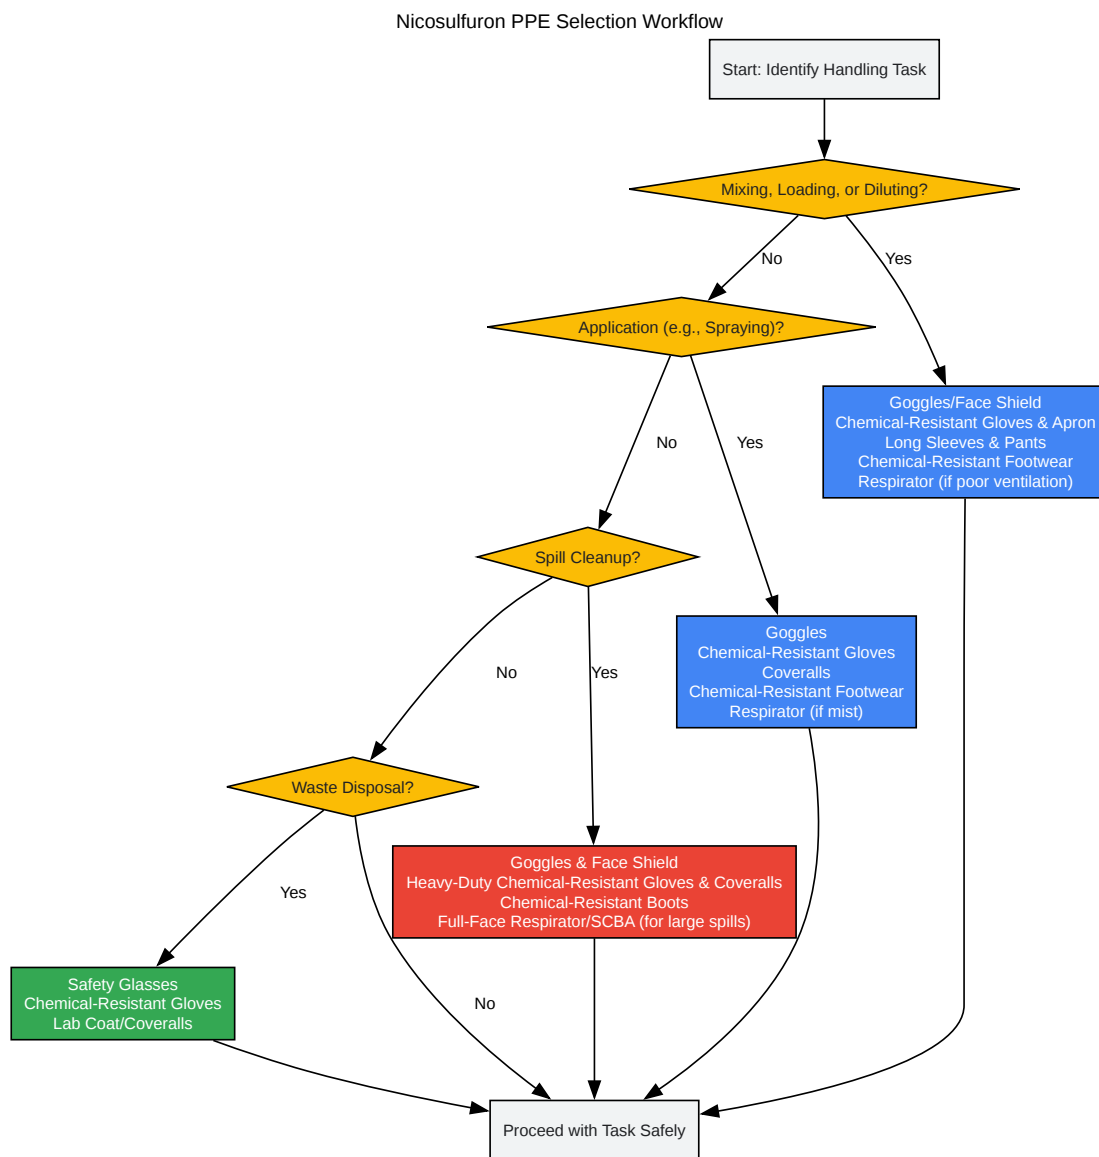 Nicosulfuron PPE Selection Workflow
Start: Identify Handling Task
Mixing, Loading, or Diluting?
No
Yes
Application (e.g., Spraying)?
Goggles/Face Shield
Chemical-Resistant Gloves & Apron
Long Sleeves & Pants
Chemical-Resistant Footwear
Respirator (if poor ventilation)
No
Yes
Spill Cleanup?
Goggles
Chemical-Resistant Gloves
Coveralls
Chemical-Resistant Footwear
Respirator (if mist)
No
Yes
Waste Disposal?
Goggles & Face Shield
Heavy-Duty Chemical-Resistant Gloves & Coveralls
Chemical-Resistant Boots
Full-Face Respirator/SCBA (for large spills)
Yes
No
Safety Glasses
Chemical-Resistant Gloves
Lab Coat/Coveralls
Proceed with Task Safely